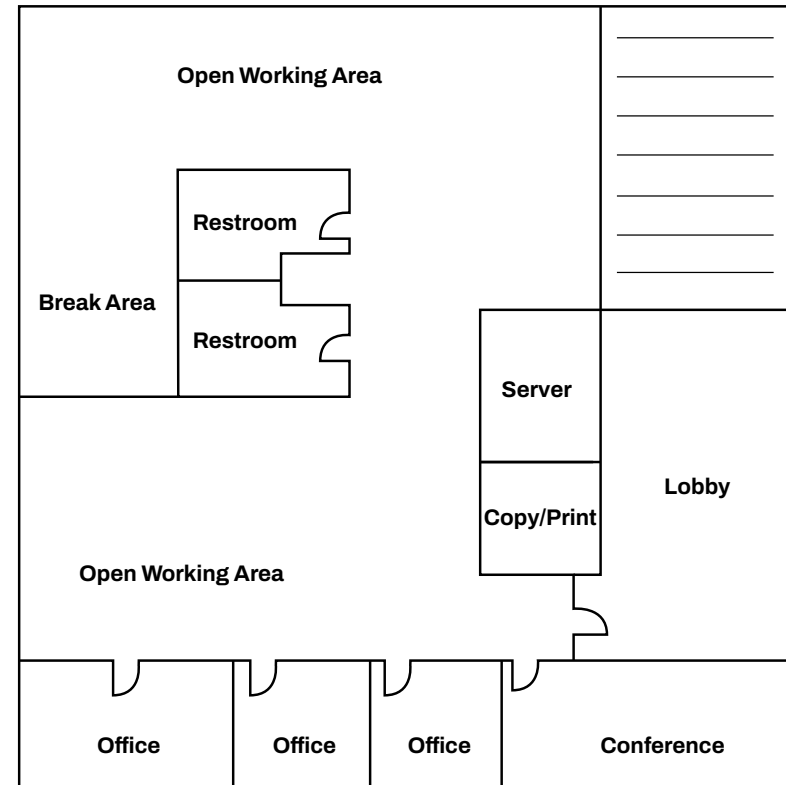 Open Working Area
Restroom
Break Area
Restroom
Server
Lobby
Copy/Print
Open Working Area
Office
Office
Office
Conference